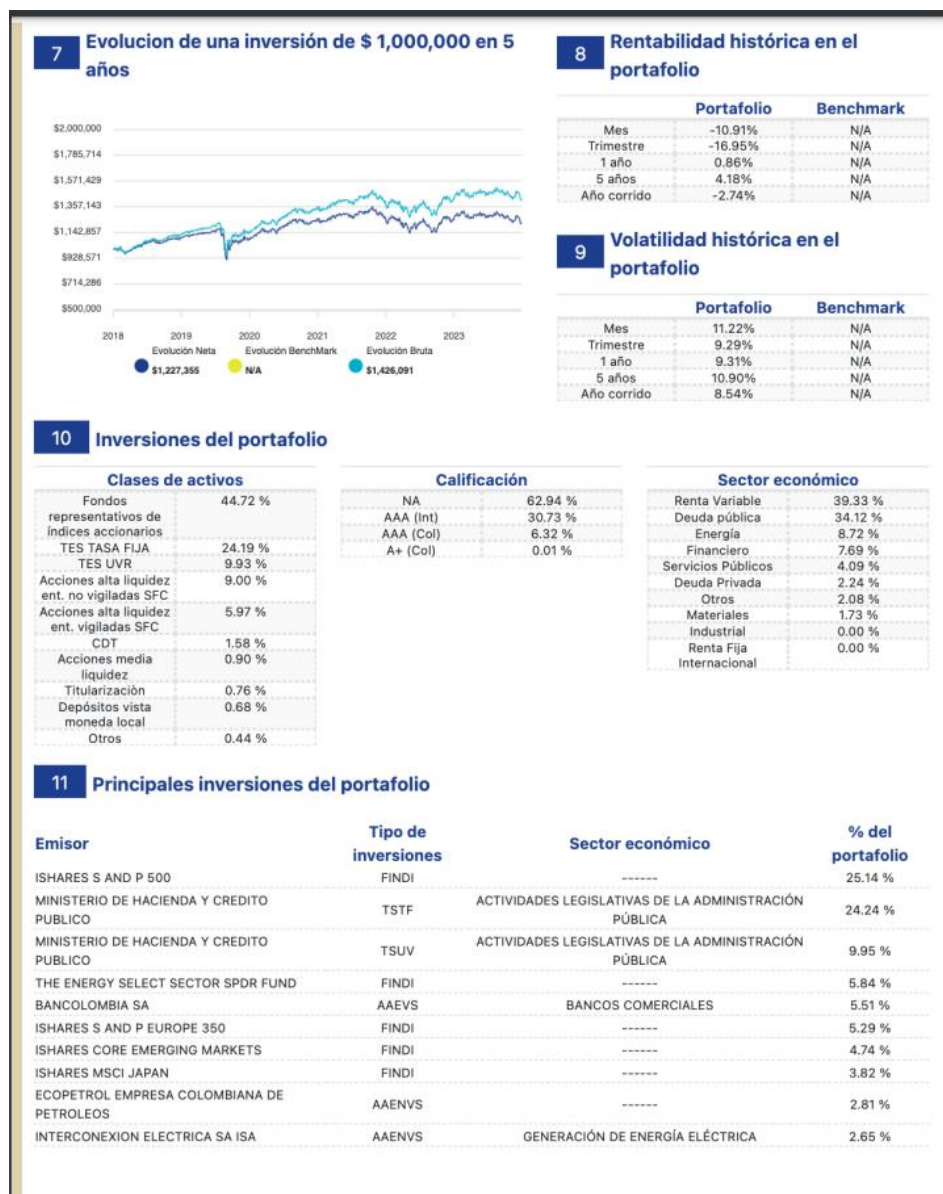 7
Evolucion de una inversión de $ 1,000,000 en 5
años
$2,000,000
$1,785,714
$1,571,429
$1,357,143
$1,142,857
$928,571
$714,286
$500,000
2018 2019 2020 2021 2022 2023
Evolución Neta Evolución BenchMark Evolución Bruta
$1,227,355 N/A $1,426,091
8
Rentabilidad histórica en el
portafolio
Portafolio Benchmark
Mes -10.91% N/A
Trimestre -16.95% N/A
1 año 0.86% N/A
5 años 4.18% N/A
Año corrido -2.74% N/A
9
Volatilidad histórica en el
portafolio
Portafolio Benchmark
Mes 11.22% N/A
Trimestre 9.29% N/A
1 año 9.31% N/A
5 años 10.90% N/A
Año corrido 8.54% N/A
10 Inversiones del portafolio
Clases de activos
Fondos 44.72 %
representativos de
índices accionarios
TES TASA FIJA 24.19 %
TES UVR 9.93 %
Acciones alta liquidez 9.00 %
ent. no vigiladas SFC
Acciones alta liquidez 5.97 %
ent. vigiladas SFC
CDT 1.58 %
Acciones media 0.90 %
liquidez
Titularización 0.76 %
Depósitos vista 0.68 %
moneda local
Otros 0.44 %
Calificación
NA 62.94 %
AAA (Int) 30.73 %
AAA (Col) 6.32 %
A+ (Col) 0.01 %
Sector económico
Renta Variable 39.33 %
Deuda pública 34.12 %
Energía 8.72 %
Financiero 7.69 %
Servicios Públicos 4.09 %
Deuda Privada 2.24 %
Otros 2.08 %
Materiales 1.73 %
Industrial 0.00 %
Renta Fija 0.00 %
Internacional
11 Principales inversiones del portafolio
Emisor Tipo de inversiones Sector económico % del portafolio
ISHARES S AND P 500 FINDI ------ 25.14 %
MINISTERIO DE HACIENDA Y CREDITO PUBLICO TSTF ACTIVIDADES LEGISLATIVAS DE LA ADMINISTRACIÓN PÚBLICA 24.24 %
MINISTERIO DE HACIENDA Y CREDITO PUBLICO TSUV ACTIVIDADES LEGISLATIVAS DE LA ADMINISTRACIÓN PÚBLICA 9.95 %
THE ENERGY SELECT SECTOR SPDR FUND FINDI ------ 5.84 %
BANCOLOMBIA SA AAEVS BANCOS COMERCIALES 5.51 %
ISHARES S AND P EUROPE 350 FINDI ------ 5.29 %
ISHARES CORE EMERGING MARKETS FINDI ------ 4.74 %
ISHARES MSCI JAPAN FINDI ------ 3.82 %
ECOPETROL EMPRESA COLOMBIANA DE PETROLEOS AAENVS ------ 2.81 %
INTERCONEXION ELECTRICA SA ISA AAENVS GENERACIÓN DE ENERGÍA ELÉCTRICA 2.65 %